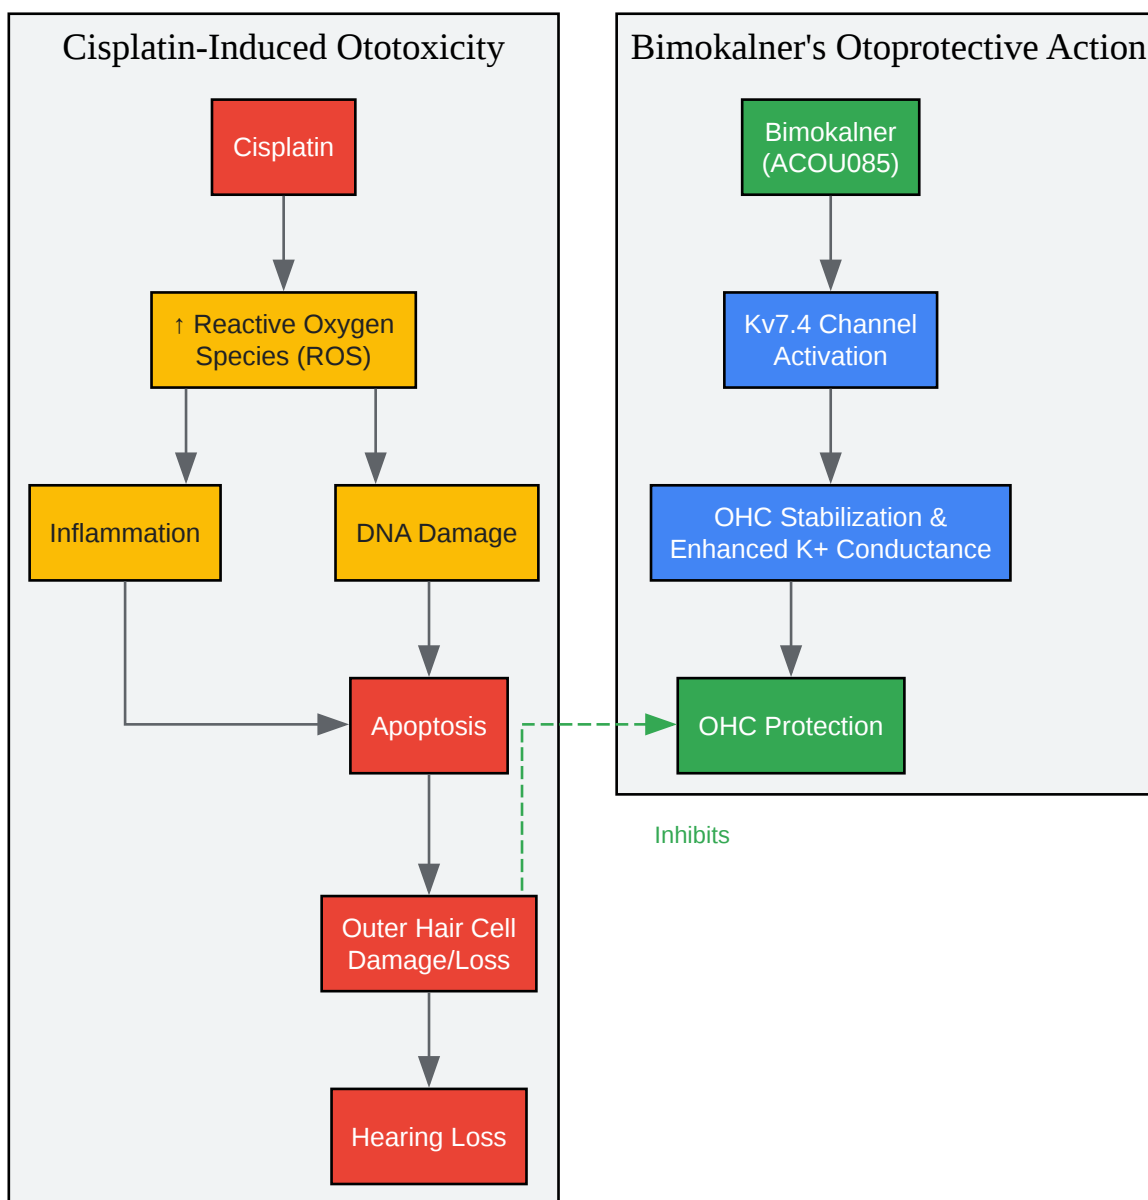 Cisplatin-Induced Ototoxicity
Cisplatin
↑ Reactive Oxygen
Species (ROS)
Inflammation
DNA Damage
Apoptosis
Outer Hair Cell
Damage/Loss
Hearing Loss
Bimokalner's Otoprotective Action
Bimokalner
(ACOU085)
Kv7.4 Channel
Activation
OHC Stabilization &
Enhanced K+ Conductance
OHC Protection
Inhibits